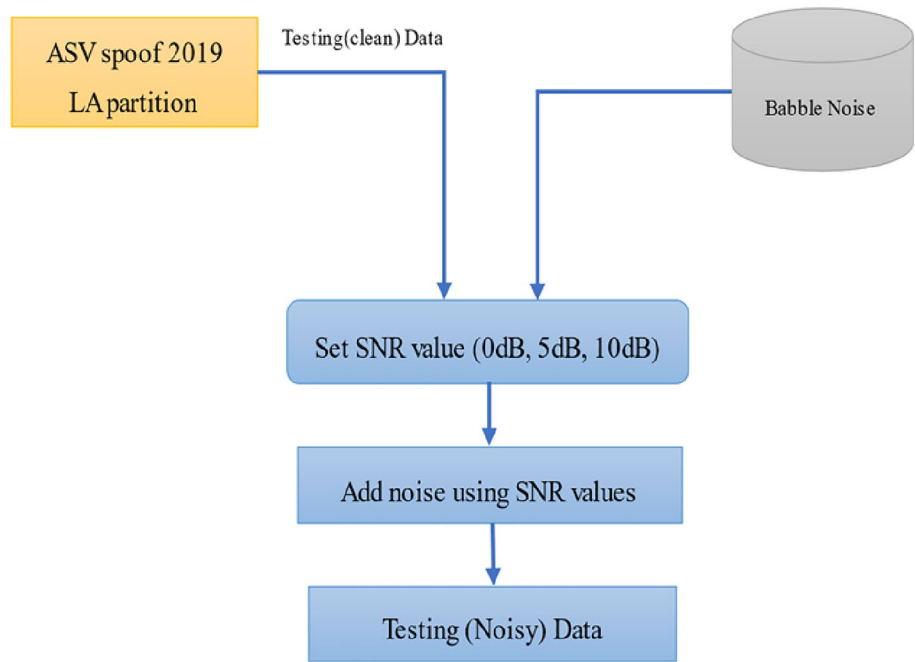 ASV spoof 2019
LA partition
Testing(clean) Data
Babble Noise
Set SNR value (0dB, 5dB, 10dB)
Add noise using SNR values
Testing (Noisy) Data